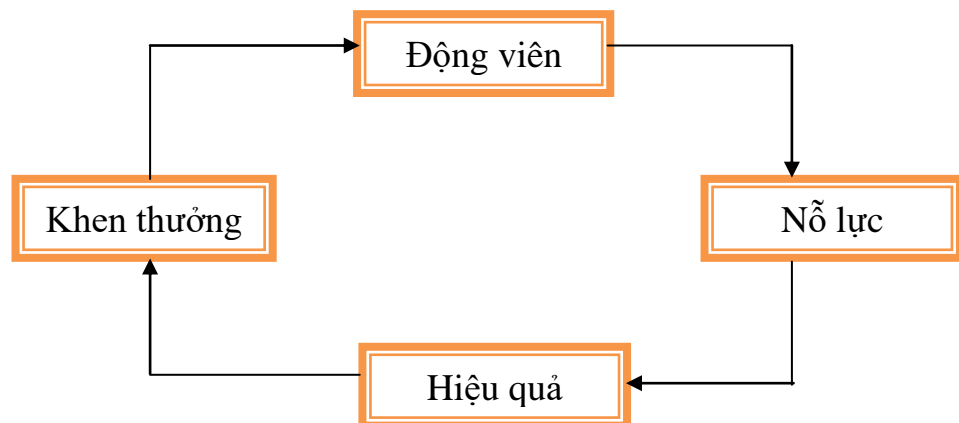 Động viên
Khen thưởng
Nỗ lực
Hiệu quả